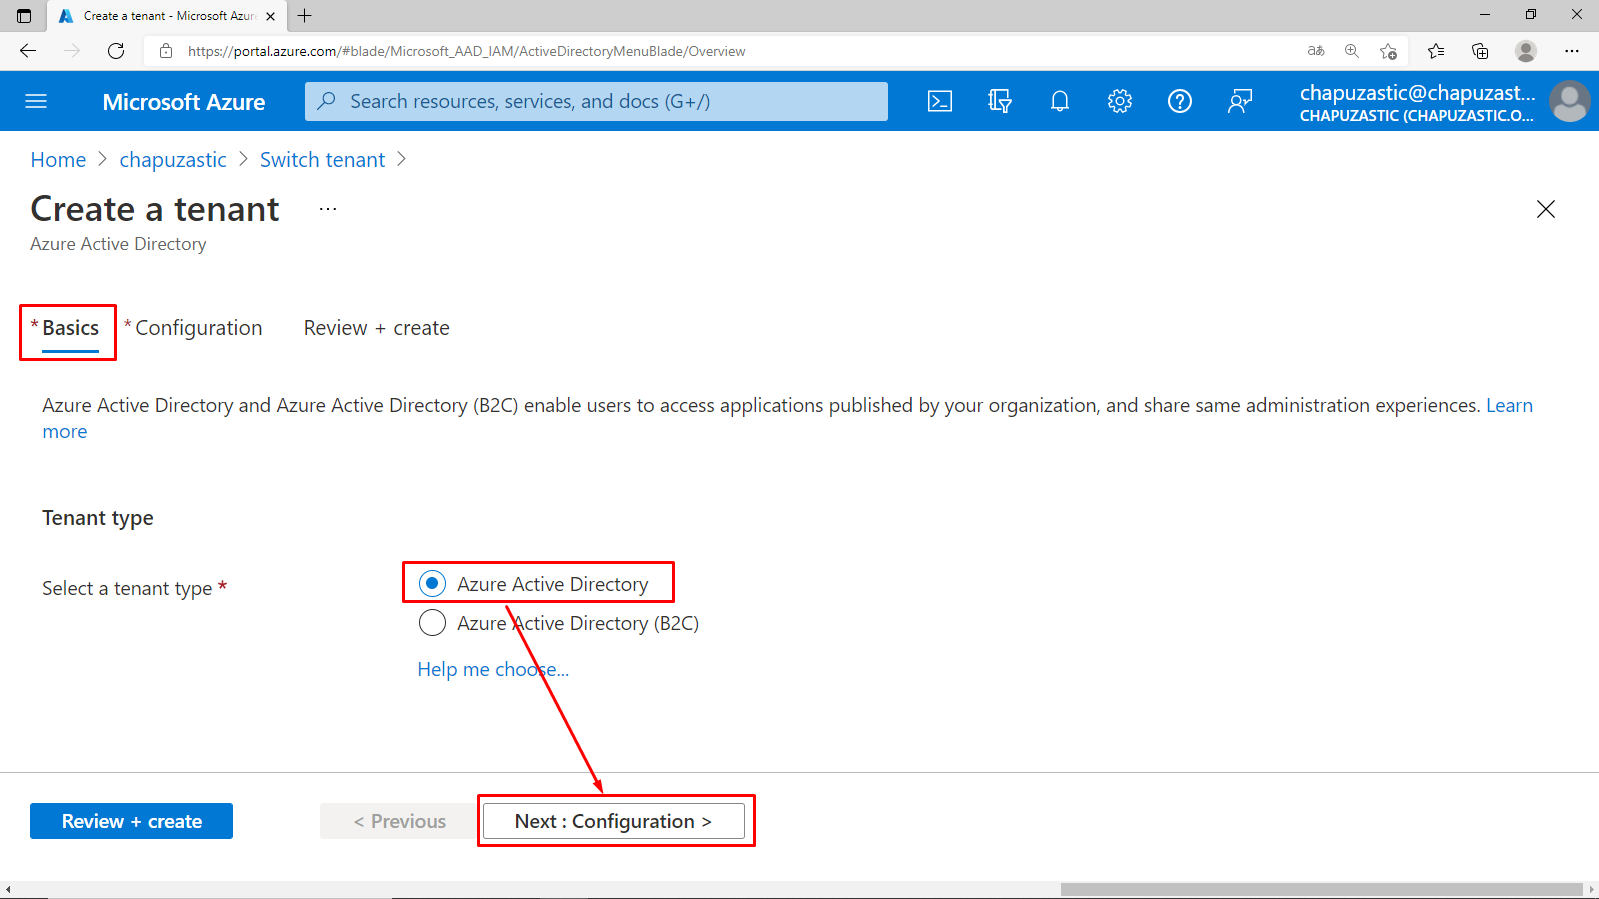 Create a tenant - Microsoft Azure
https://portal.azure.com/#blade/Microsoft_AAD_IAM/ActiveDirectoryMenuBlade/Overview
aあ
Microsoft Azure
Search resources, services, and docs (G+/)
chapuzastic@chapuzast...
CHAPUZASTIC (CHAPUZASTIC.O...
Home > chapuzastic > Switch tenant >
Create a tenant ...
Azure Active Directory
* Basics * Configuration Review + create
Azure Active Directory and Azure Active Directory (B2C) enable users to access applications published by your organization, and share same administration experiences. Learn
more
Tenant type
Select a tenant type *
Azure Active Directory
Azure Active Directory (B2C)
Help me choose...
Review + create
< Previous
Next : Configuration >